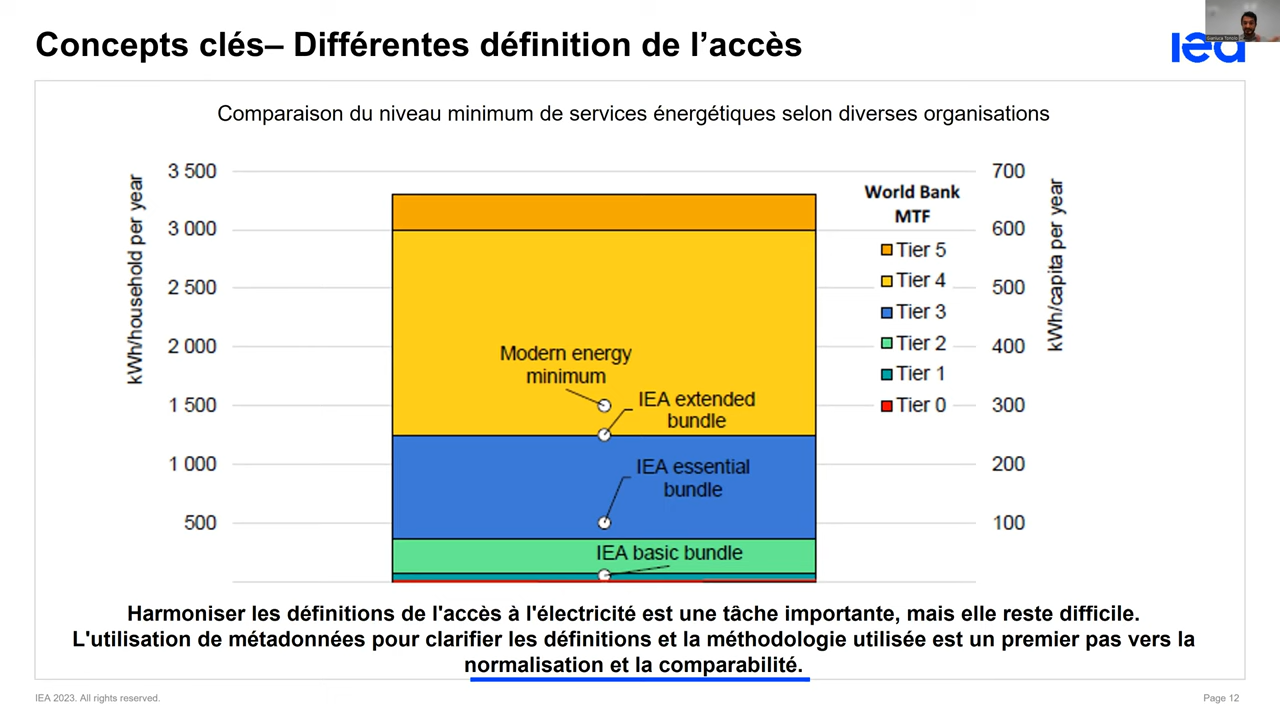 Concepts clés– Différentes définition de l'accès
iea
Comparaison du niveau minimum de services énergétiques selon diverses organisations
kWh/household per year
3 500
3 000
2 500
2 000
1 500
1 000
500
Modern energy
minimum
IEA extended
bundle
IEA essential
bundle
IEA basic bundle
World Bank
MTF
Tier 5
Tier 4
Tier 3
Tier 2
Tier 1
Tier 0
700
600
500
400
300
200
100
kWh/capita per year
Harmoniser les définitions de l'accès à l'électricité est une tâche importante, mais elle reste difficile.
L'utilisation de métadonnées pour clarifier les définitions et la méthodologie utilisée est un premier pas vers la
normalisation et la comparabilité.
IEA 2023. All rights reserved.
Page 12